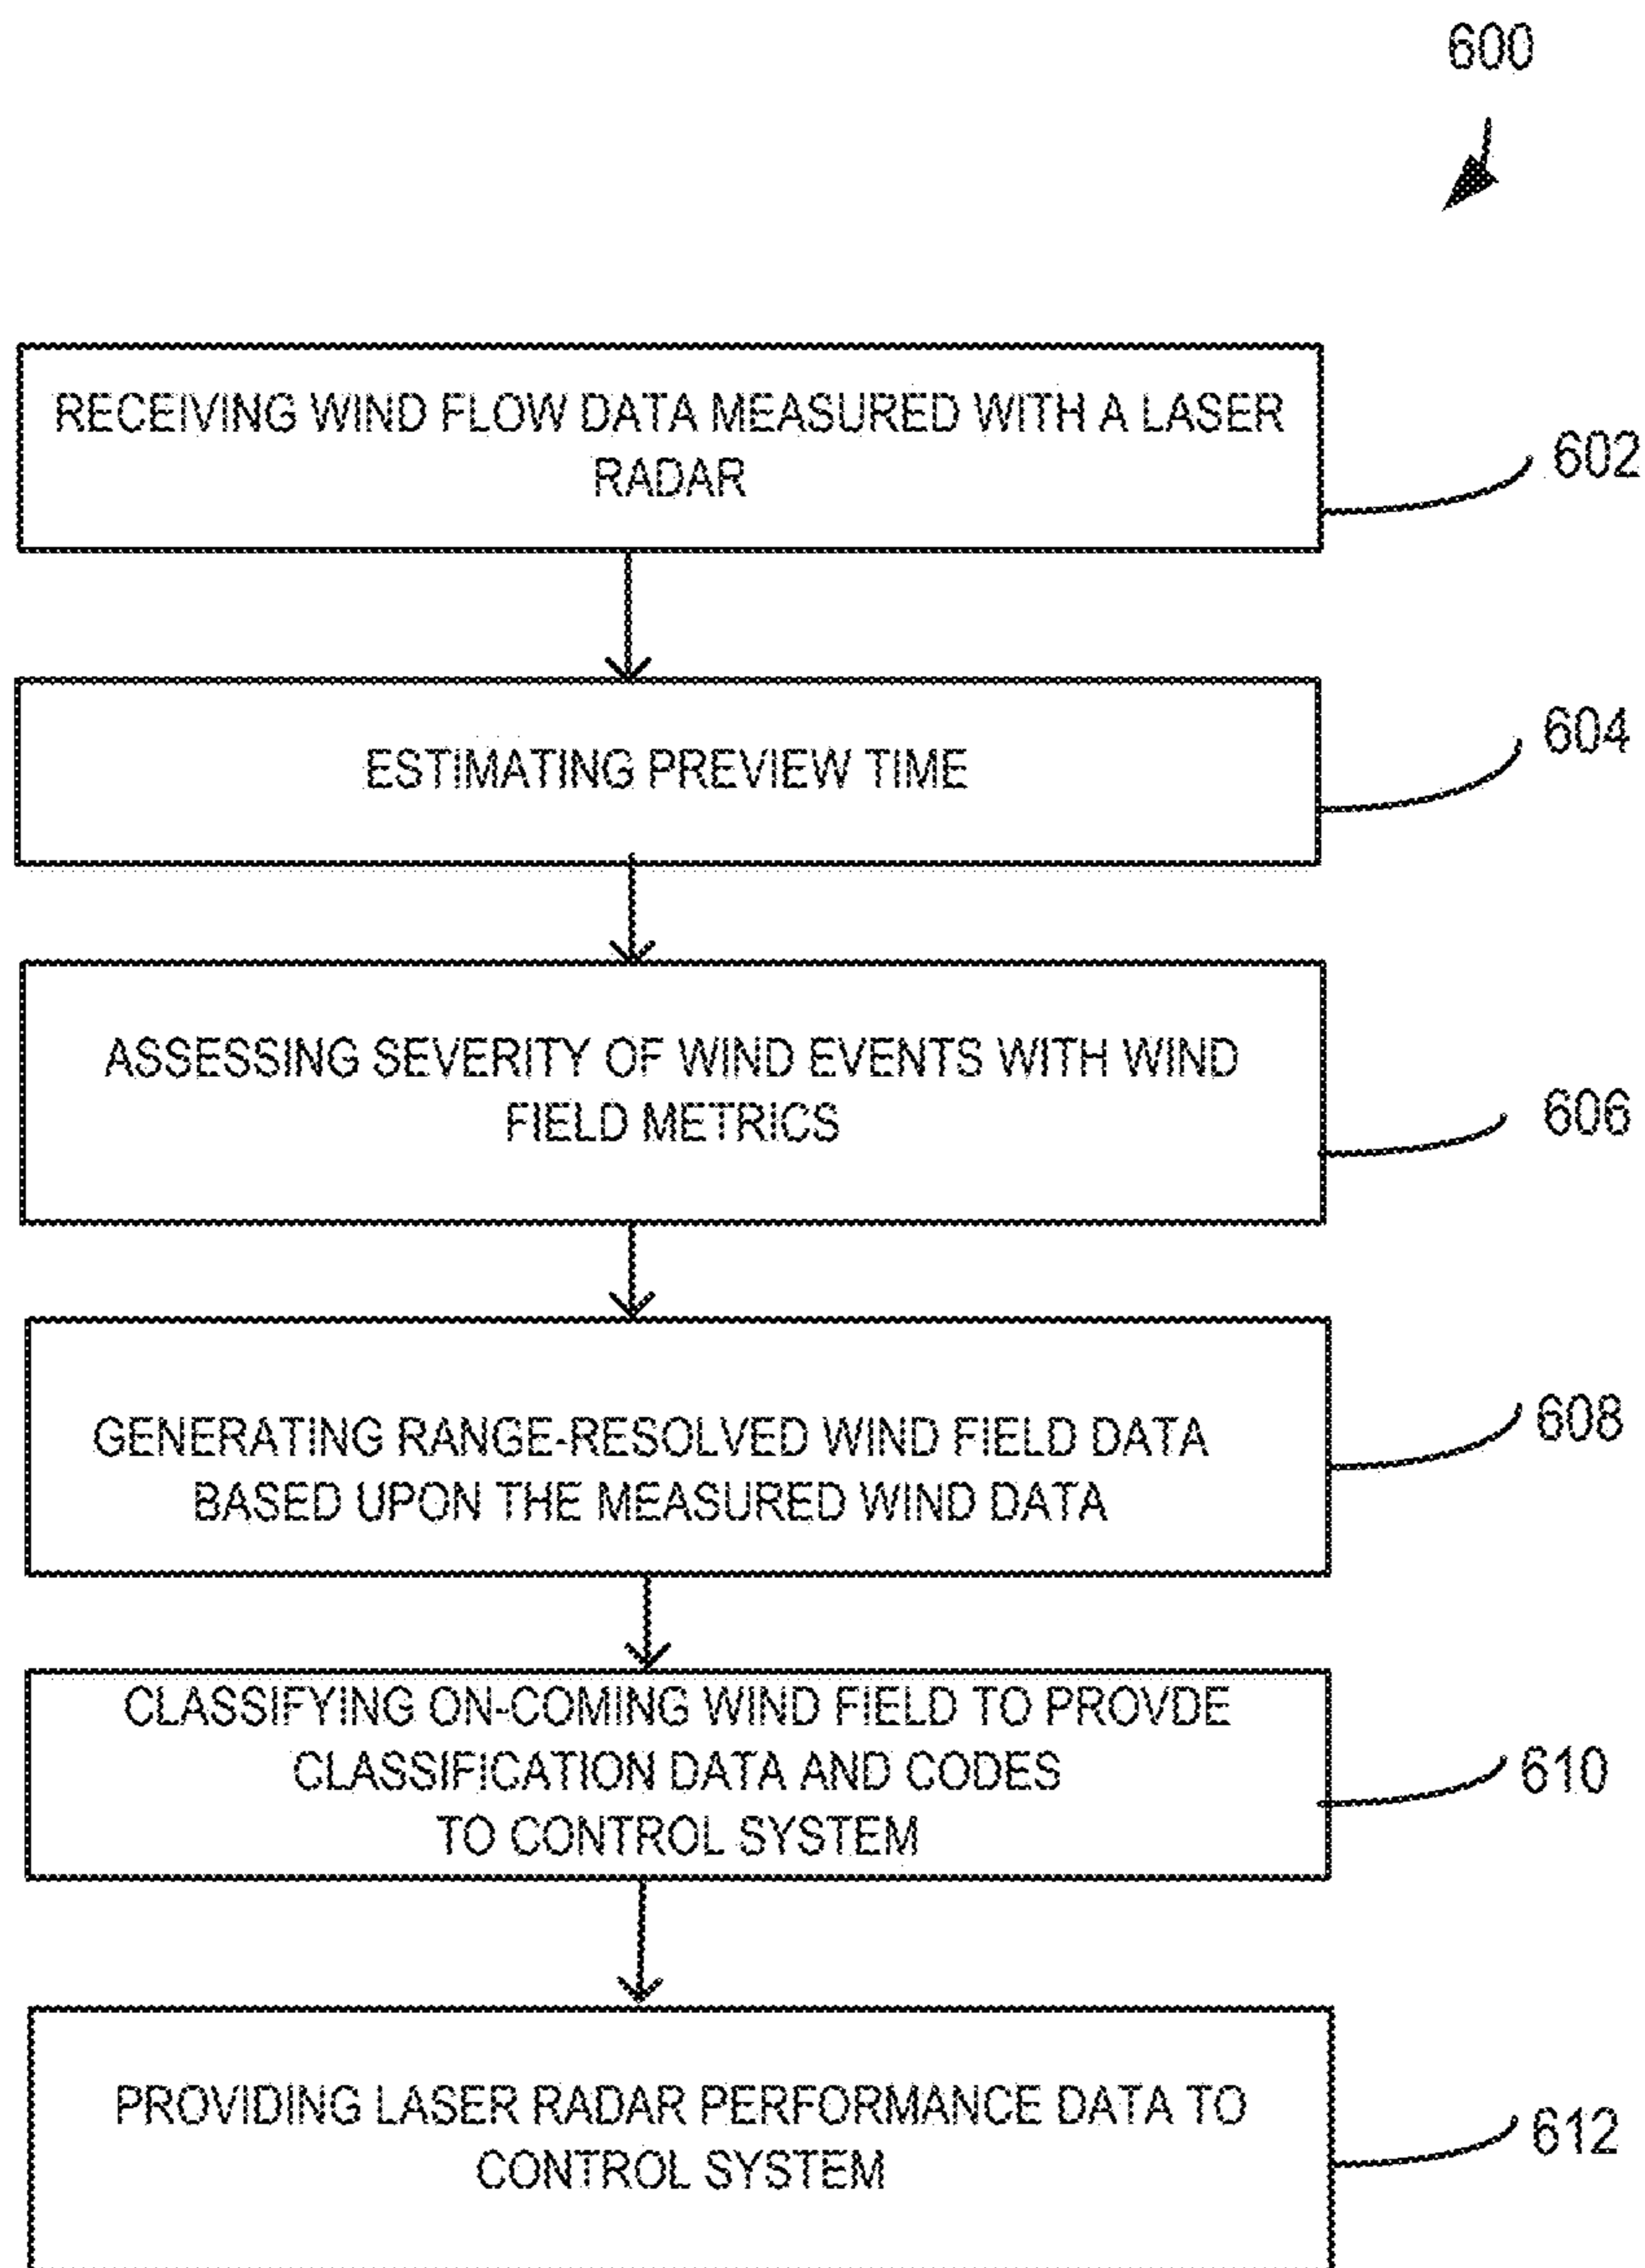 600
RECEIVING WIND FLOW DATA MEASURED WITH A LASER
RADAR
602
ESTIMATING PREVIEW TIME
604
ASSESSING SEVERITY OF WIND EVENTS WITH WIND
FIELD METRICS
606
GENERATING RANGE-RESOLVED WIND FIELD DATA
BASED UPON THE MEASURED WIND DATA
608
CLASSIFYING ON-COMING WIND FIELD TO PROVDE
CLASSIFICATION DATA AND CODES
TO CONTROL SYSTEM
610
PROVIDING LASER RADAR PERFORMANCE DATA TO
CONTROL SYSTEM
612